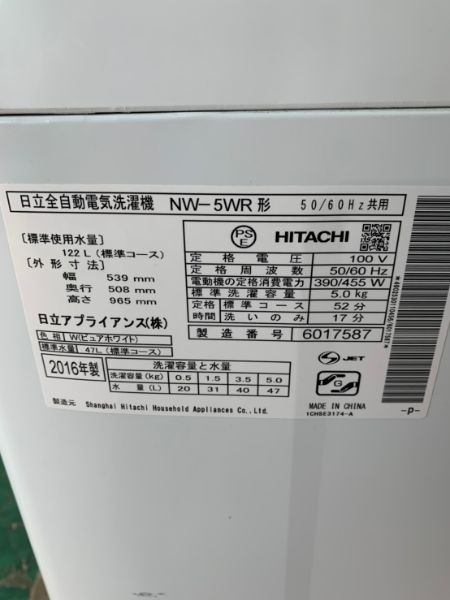 日立全自動電気洗濯機 NW-5WR 形 50/60Hz共用
[標準使用水量]
122 L (標準コース)
[外形寸法]
幅 539 mm
奥行 508 mm
高さ 965 mm
日立アプライアンス(株)
色相 W(ピュアホワイト)
標準水量 47L (標準コース)
2016年製
PS
E
HITACHI
定格電圧 100 V
定格周波数 50/60 Hz
電動機の定格消費電力 390/455 W
標準洗濯容量 5.0kg
定格 標準コース 52分
時間 洗いのみ 17分
製造番号 6017587
洗濯容量と水量
洗濯容量(kg) 0.5 1.5 3.5 5.0
水量(L) 20 31 40 47
製造元 Shanghai Hitachi Household Appliances Co., Ltd.
S JET
G
MADE IN CHINA
1CHSE3174-A
-P-